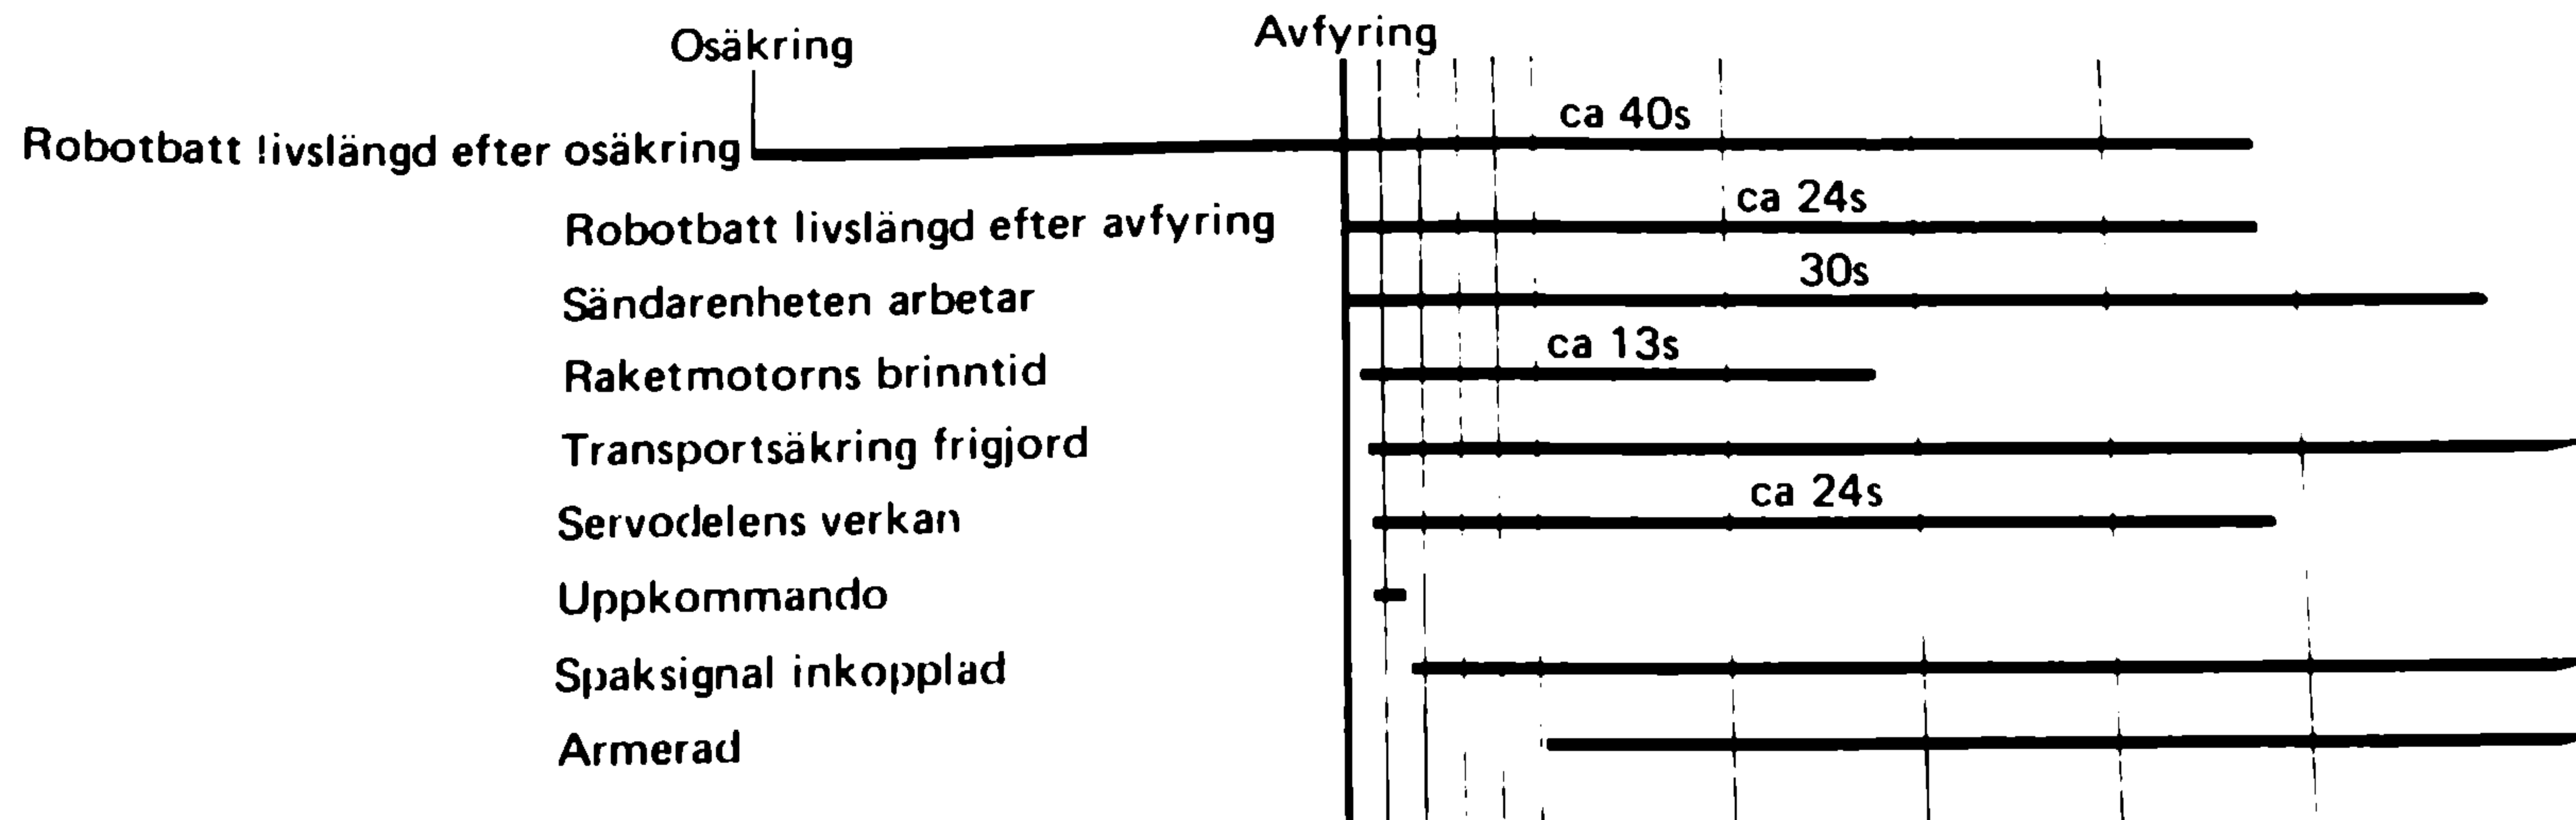 Osäkring
Avfyring
Robotbatt livslängd efter osäkring
ca 40s
Robotbatt livslängd efter avfyring
ca 24s
Sändarenheten arbetar
30s
Raketmotorns brinntid
ca 13s
Transportsäkring frigjord
Servodelens verkan
ca 24s
Uppkommando
Spaksignal inkopplad
Armerad